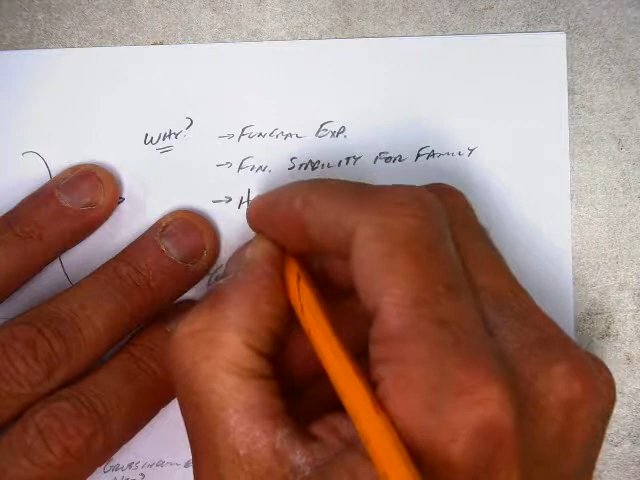 WHY? → FUNERAL EXP.
→ FIN. STABILITY FOR FAMILY
→ H